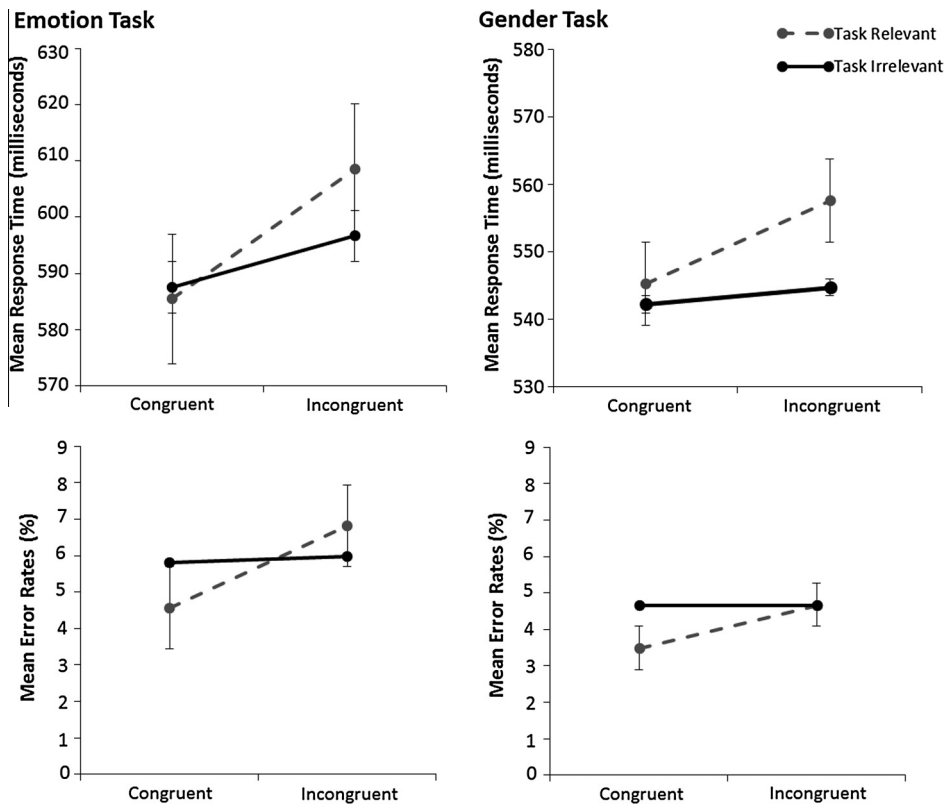 Emotion Task
Gender Task
Task Relevant
Task Irrelevant
Mean Response Time (milliseconds)
630
620
610
600
590
580
570
Congruent
Incongruent
Mean Response Time (milliseconds)
580
570
560
550
540
530
Congruent
Incongruent
Mean Error Rates (%)
9
8
7
6
5
4
3
2
1
0
Congruent
Incongruent
Mean Error Rates (%)
9
8
7
6
5
4
3
2
1
0
Congruent
Incongruent